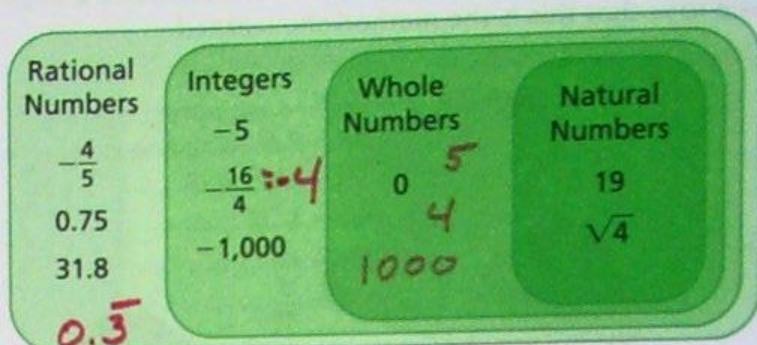 Rational
Numbers
-4/5
0.75
31.8
0.3̅
Integers
-5
-16/4 =-4
-1,000
Whole
Numbers
0 5
4
1000
Natural
Numbers
19
√4